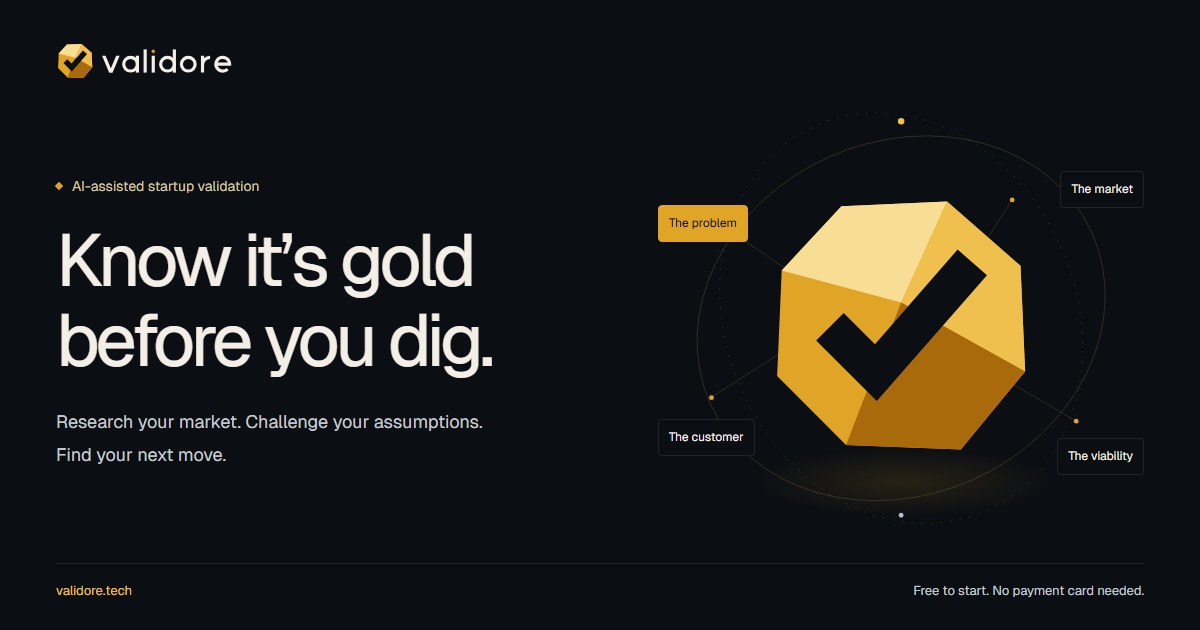 validore
AI-assisted startup validation
Know it’s gold
before you dig.
Research your market. Challenge your assumptions.
Find your next move.
The problem
The market
The customer
The viability
validore.tech
Free to start. No payment card needed.